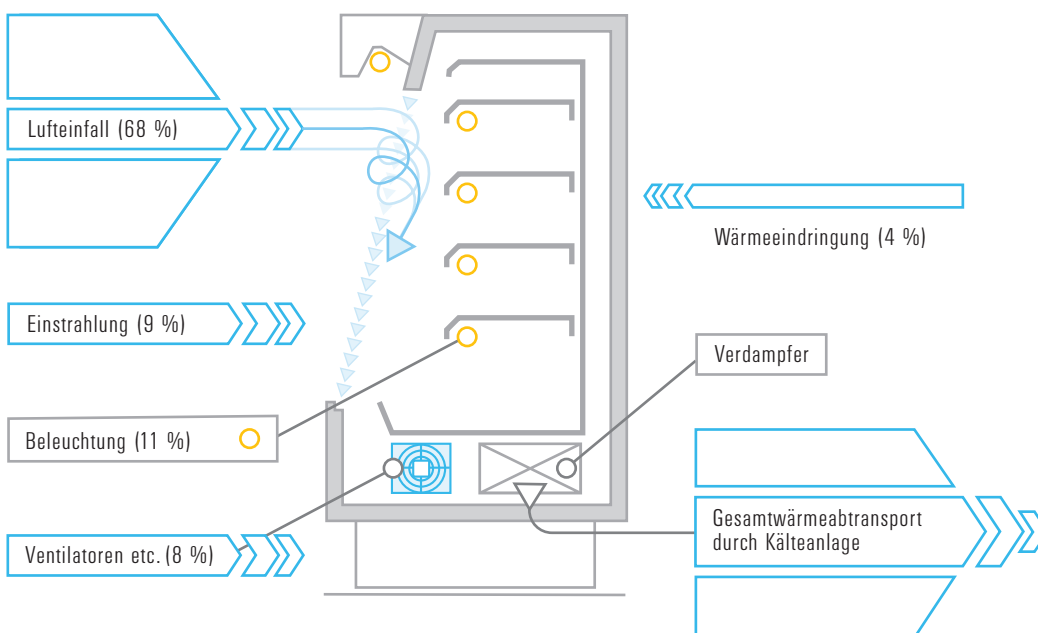 Lufteinfall (68 %)
Wärmeeindringung (4 %)
Einstrahlung (9 %)
Verdampfer
Beleuchtung (11 %)
Gesamtwärmeabtransport
durch Kälteanlage
Ventilatoren etc. (8 %)